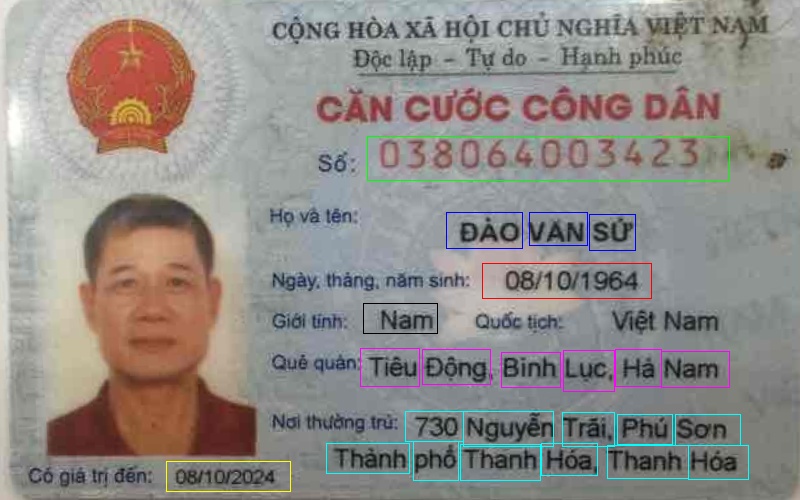 CỘNG HÒA XÃ HỘI CHỦ NGHĨA VIỆT NAM
Độc lập - Tự do - Hạnh phúc
CĂN CƯỚC CÔNG DÂN
Số: 038064003423
Họ và tên: ĐÀO VĂN SỬ
Ngày, tháng, năm sinh: 08/10/1964
Giới tính: Nam Quốc tịch: Việt Nam
Quê quán: Tiêu Động, Bình Lục, Hà Nam
Nơi thường trú: 730 Nguyễn Trãi, Phú Sơn
Thành phố Thanh Hóa, Thanh Hóa
Có giá trị đến: 08/10/2024